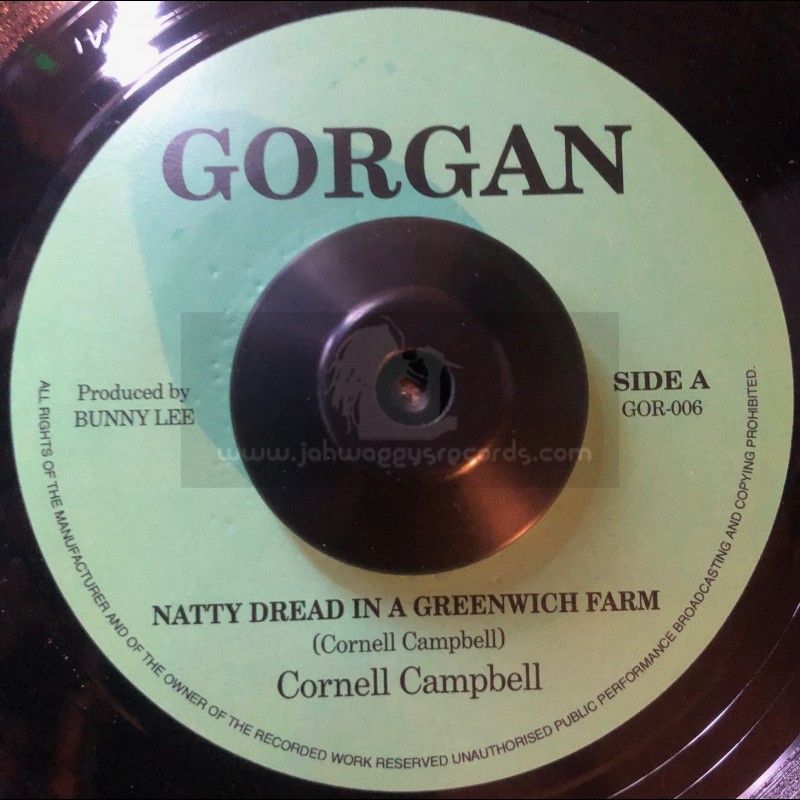 GORGAN
Produced by
BUNNY LEE
SIDE A
GOR-006
www.jahwaggysrecords.com
NATTY DREAD IN A GREENWICH FARM
(Cornell Campbell)
Cornell Campbell
ALL RIGHTS OF THE MANUFACTURER AND OF THE OWNER OF THE RECORDED WORK RESERVED UNAUTHORISED PUBLIC PERFORMANCE BROADCASTING AND COPYING PROHIBITED.